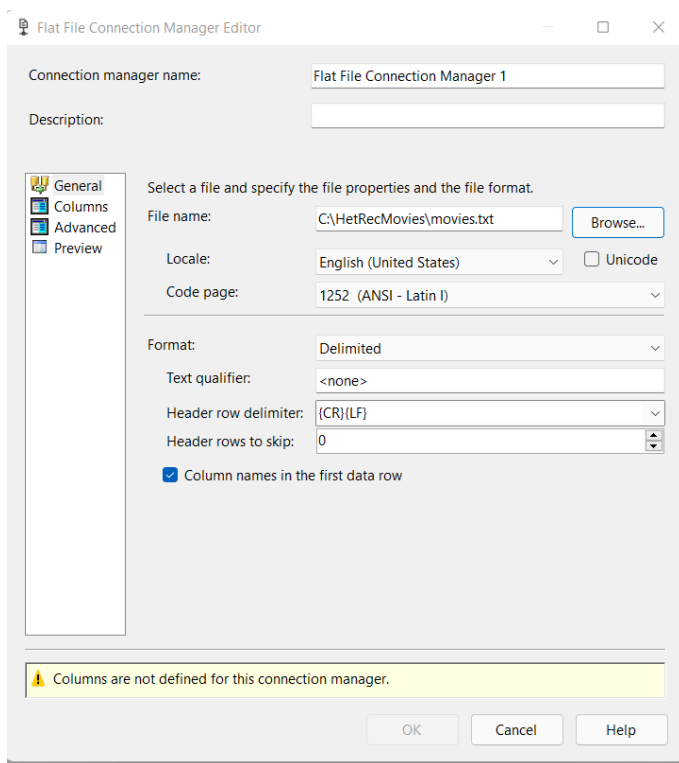 Flat File Connection Manager Editor
Connection manager name: Flat File Connection Manager 1
Description:
General
Columns
Advanced
Preview
Select a file and specify the file properties and the file format.
File name: C:\HetRecMovies\movies.txt Browse...
Locale: English (United States) Unicode
Code page: 1252 (ANSI - Latin I)
Format: Delimited
Text qualifier: <none>
Header row delimiter: {CR}{LF}
Header rows to skip: 0
Column names in the first data row
Columns are not defined for this connection manager.
OK Cancel Help